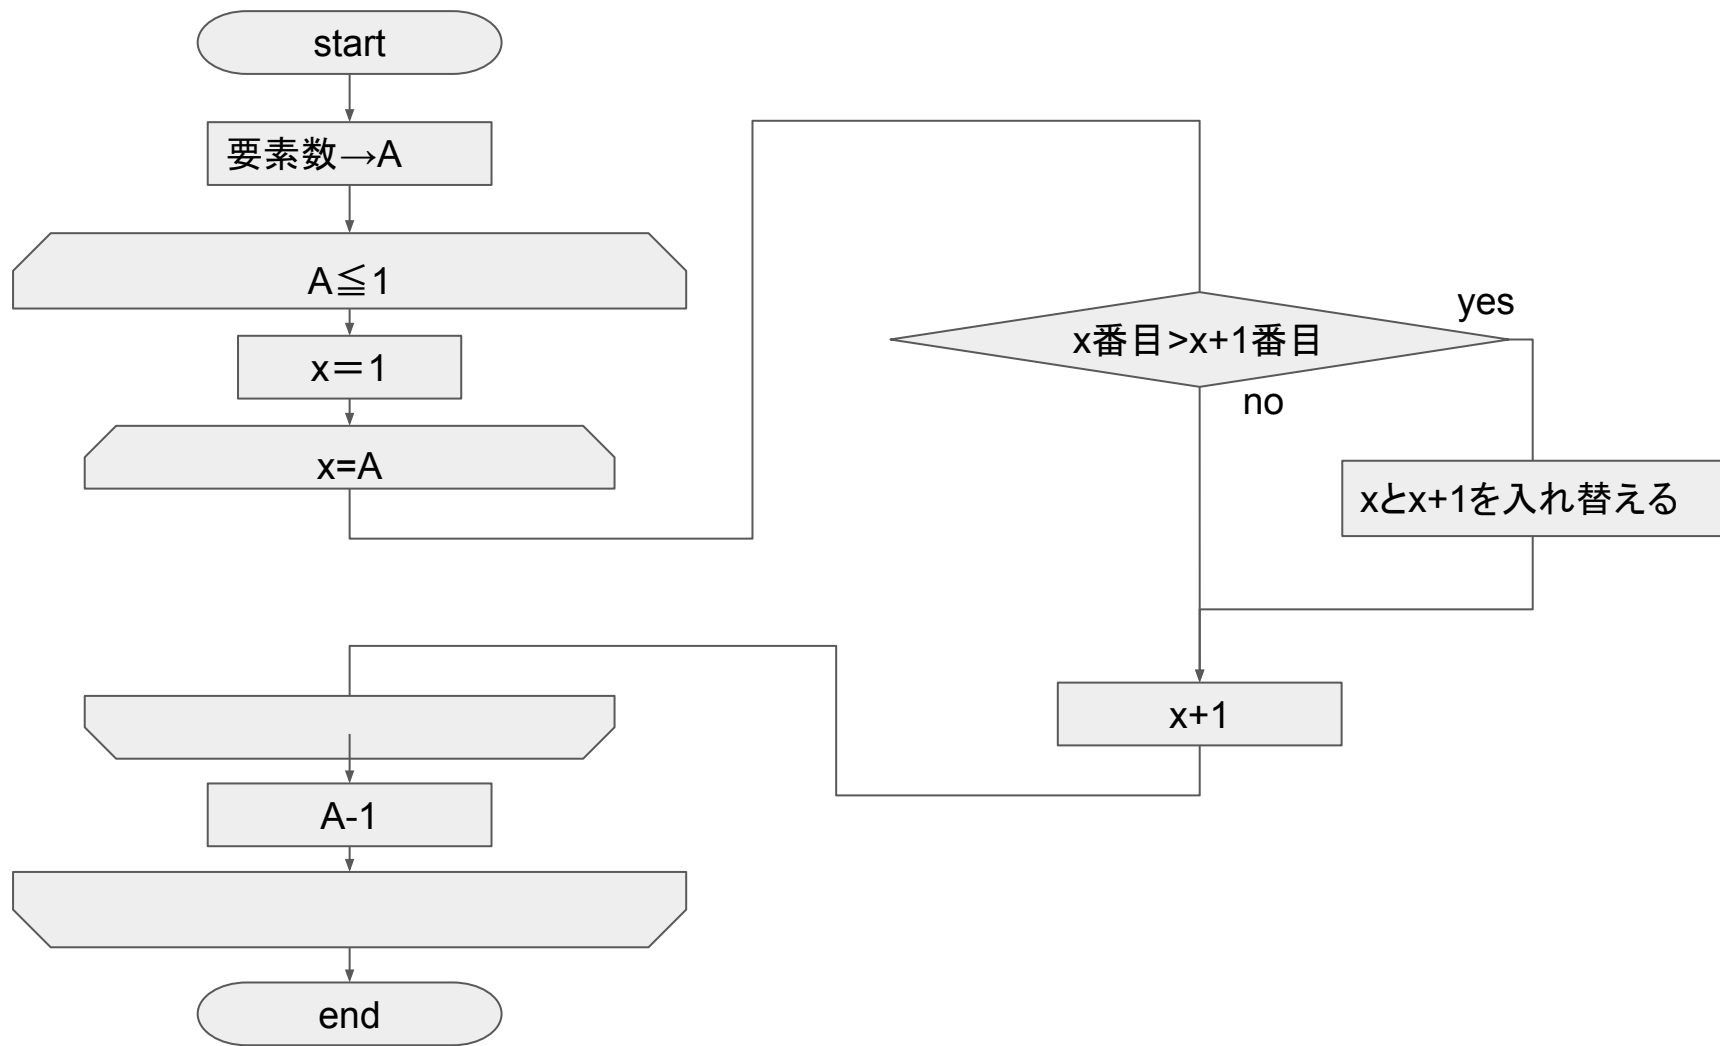 start
要素数→A
A≦1
x＝1
x=A
x番目>x+1番目
yes
no
xとx+1を入れ替える
x+1
A-1
end